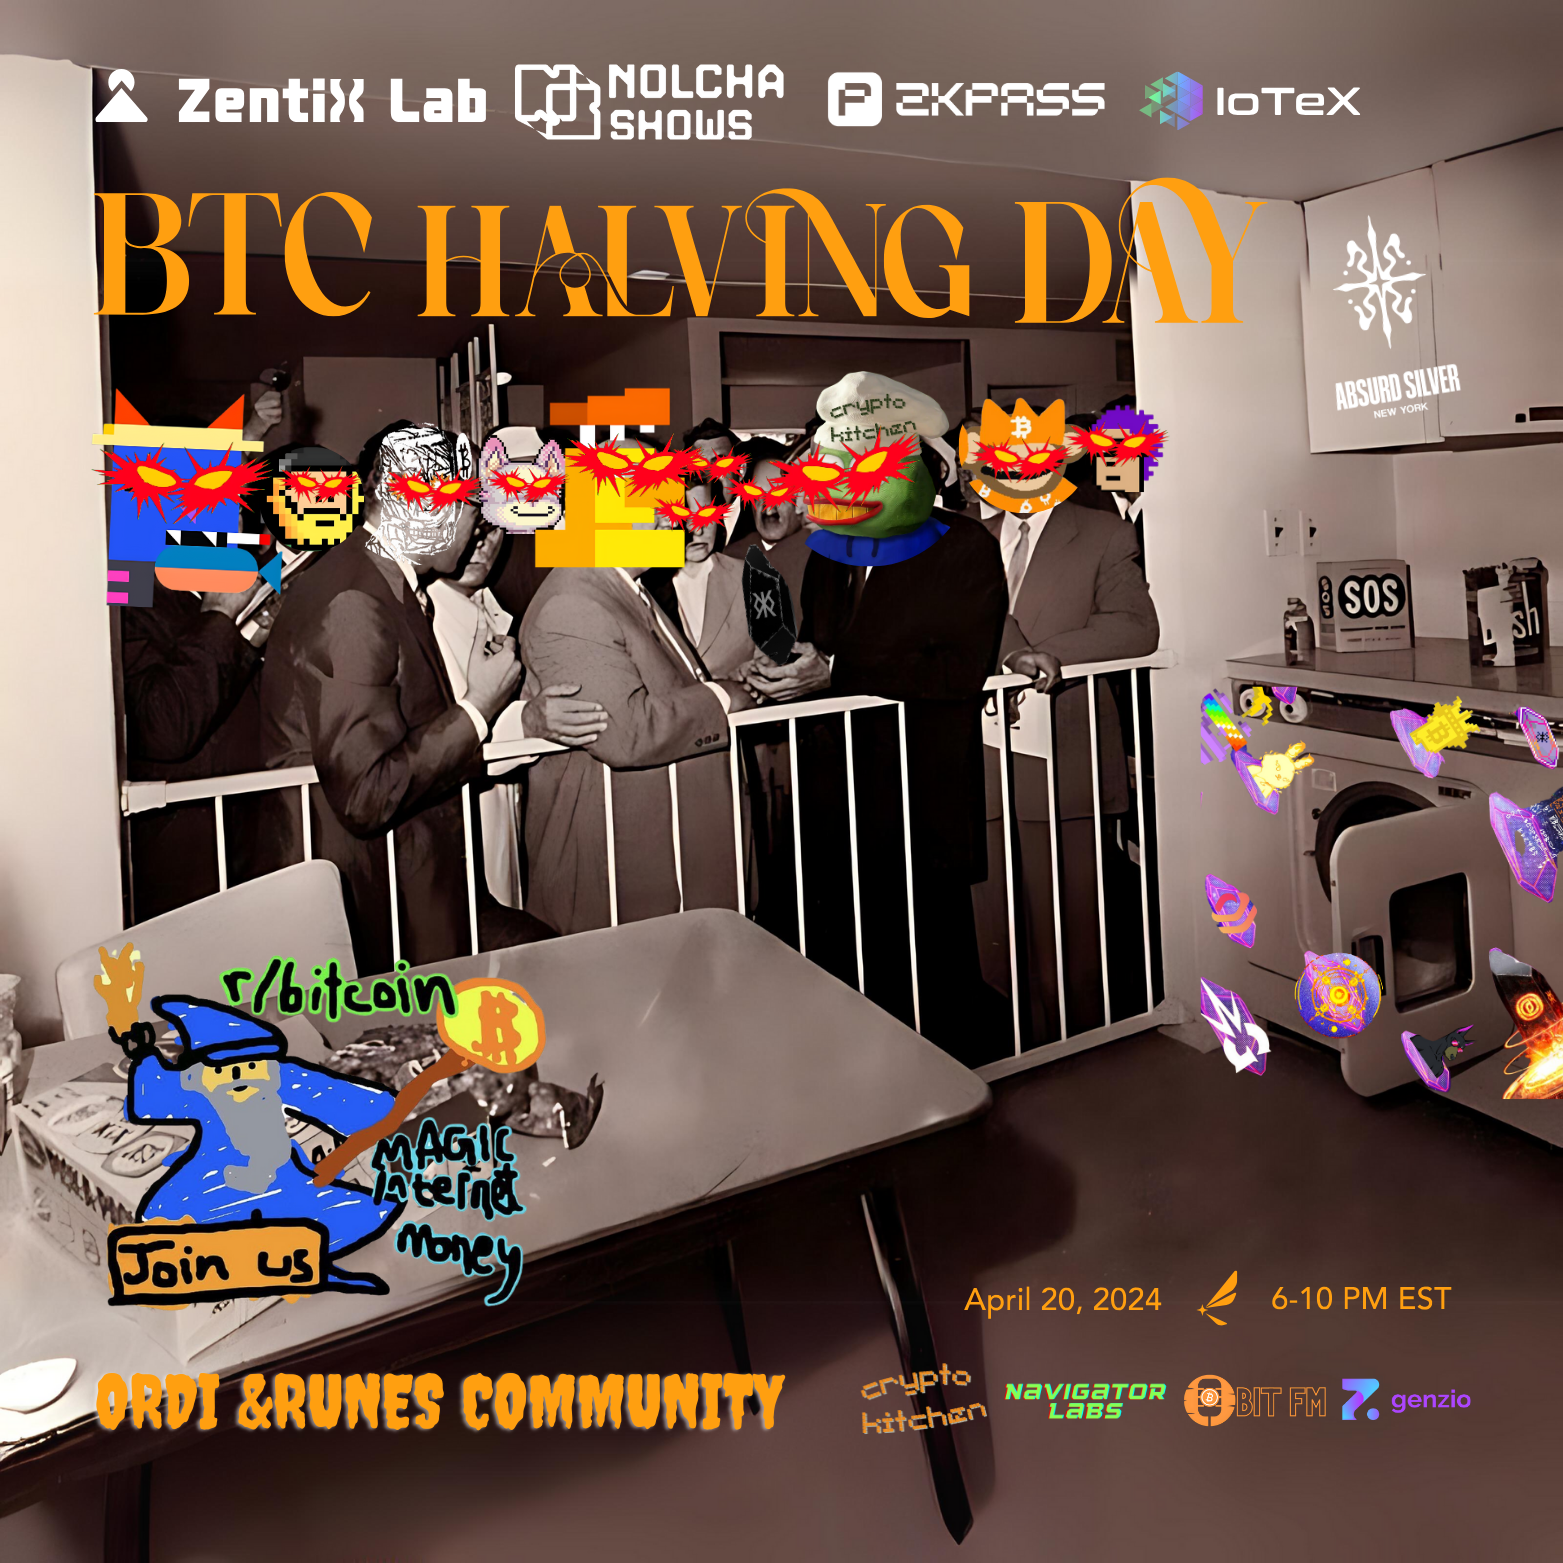 ZentiX Lab
NOLCHA
SHOWS
ZKPASS
IoTeX
BTC HALVING DAY
ABSURD SILVER
NEW YORK
crypto
kitchen
SOS
SOS
sh
r/bitcoin
MAGIC
Internet
Money
Join us
April 20, 2024
6-10 PM EST
ORDI &RUNES COMMUNITY
crypto
kitchen
NAVIGATOR
LABS
BIT FM
genzio